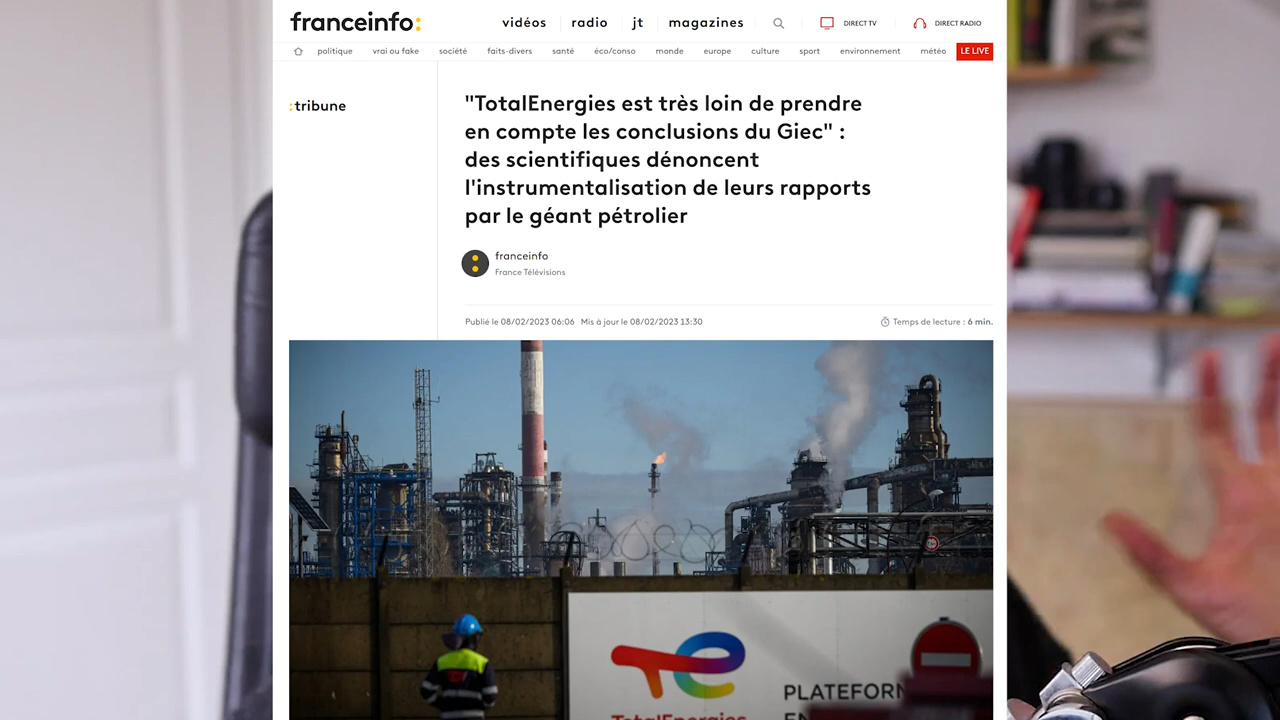 franceinfo:
vidéos radio jt magazines DIRECT TV DIRECT RADIO
politique vrai ou fake société faits-divers santé éco/conso monde europe culture sport environnement météo LE LIVE
:tribune
"TotalEnergies est très loin de prendre
en compte les conclusions du Giec" :
des scientifiques dénoncent
l'instrumentalisation de leurs rapports
par le géant pétrolier
franceinfo
France Télévisions
Publié le 08/02/2023 06:06 Mis à jour le 08/02/2023 13:30
Temps de lecture : 6 min.
TotalEnergies
PLATEFORM
EN